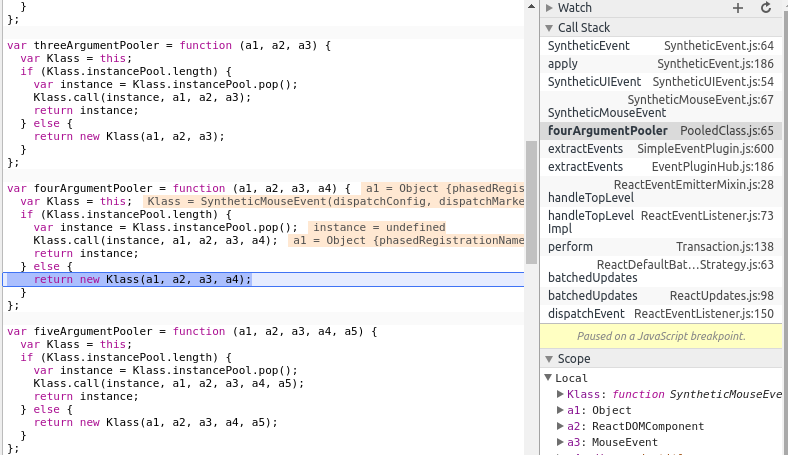 }
};
var threeArgumentPooler = function (a1, a2, a3) {
  var Klass = this;
  if (Klass.instancePool.length) {
    var instance = Klass.instancePool.pop();
    Klass.call(instance, a1, a2, a3);
    return instance;
  } else {
    return new Klass(a1, a2, a3);
  }
};
var fourArgumentPooler = function (a1, a2, a3, a4) { a1 = Object {phasedRegis
  var Klass = this; Klass = SyntheticMouseEvent(dispatchConfig, dispatchMarke
  if (Klass.instancePool.length) {
    var instance = Klass.instancePool.pop(); instance = undefined
    Klass.call(instance, a1, a2, a3, a4); a1 = Object {phasedRegistrationName
    return instance;
  } else {
    return new Klass(a1, a2, a3, a4);
  }
};
var fiveArgumentPooler = function (a1, a2, a3, a4, a5) {
  var Klass = this;
  if (Klass.instancePool.length) {
    var instance = Klass.instancePool.pop();
    Klass.call(instance, a1, a2, a3, a4, a5);
    return instance;
  } else {
    return new Klass(a1, a2, a3, a4, a5);
  }
};
Watch
Call Stack
SyntheticEvent SyntheticEvent.js:64
apply SyntheticEvent.js:186
SyntheticUIEvent SyntheticUIEvent.js:54
SyntheticMouseEvent.js:67
SyntheticMouseEvent
fourArgumentPooler PooledClass.js:65
extractEvents SimpleEventPlugin.js:600
extractEvents EventPluginHub.js:186
ReactEventEmitterMixin.js:28
handleTopLevel
handleTopLevel ReactEventListener.js:73
Impl
perform Transaction.js:138
ReactDefaultBat…Strategy.js:63
batchedUpdates
batchedUpdates ReactUpdates.js:98
dispatchEvent ReactEventListener.js:150
Paused on a JavaScript breakpoint.
Scope
Local
Klass: function SyntheticMouseEve
a1: Object
a2: ReactDOMComponent
a3: MouseEvent